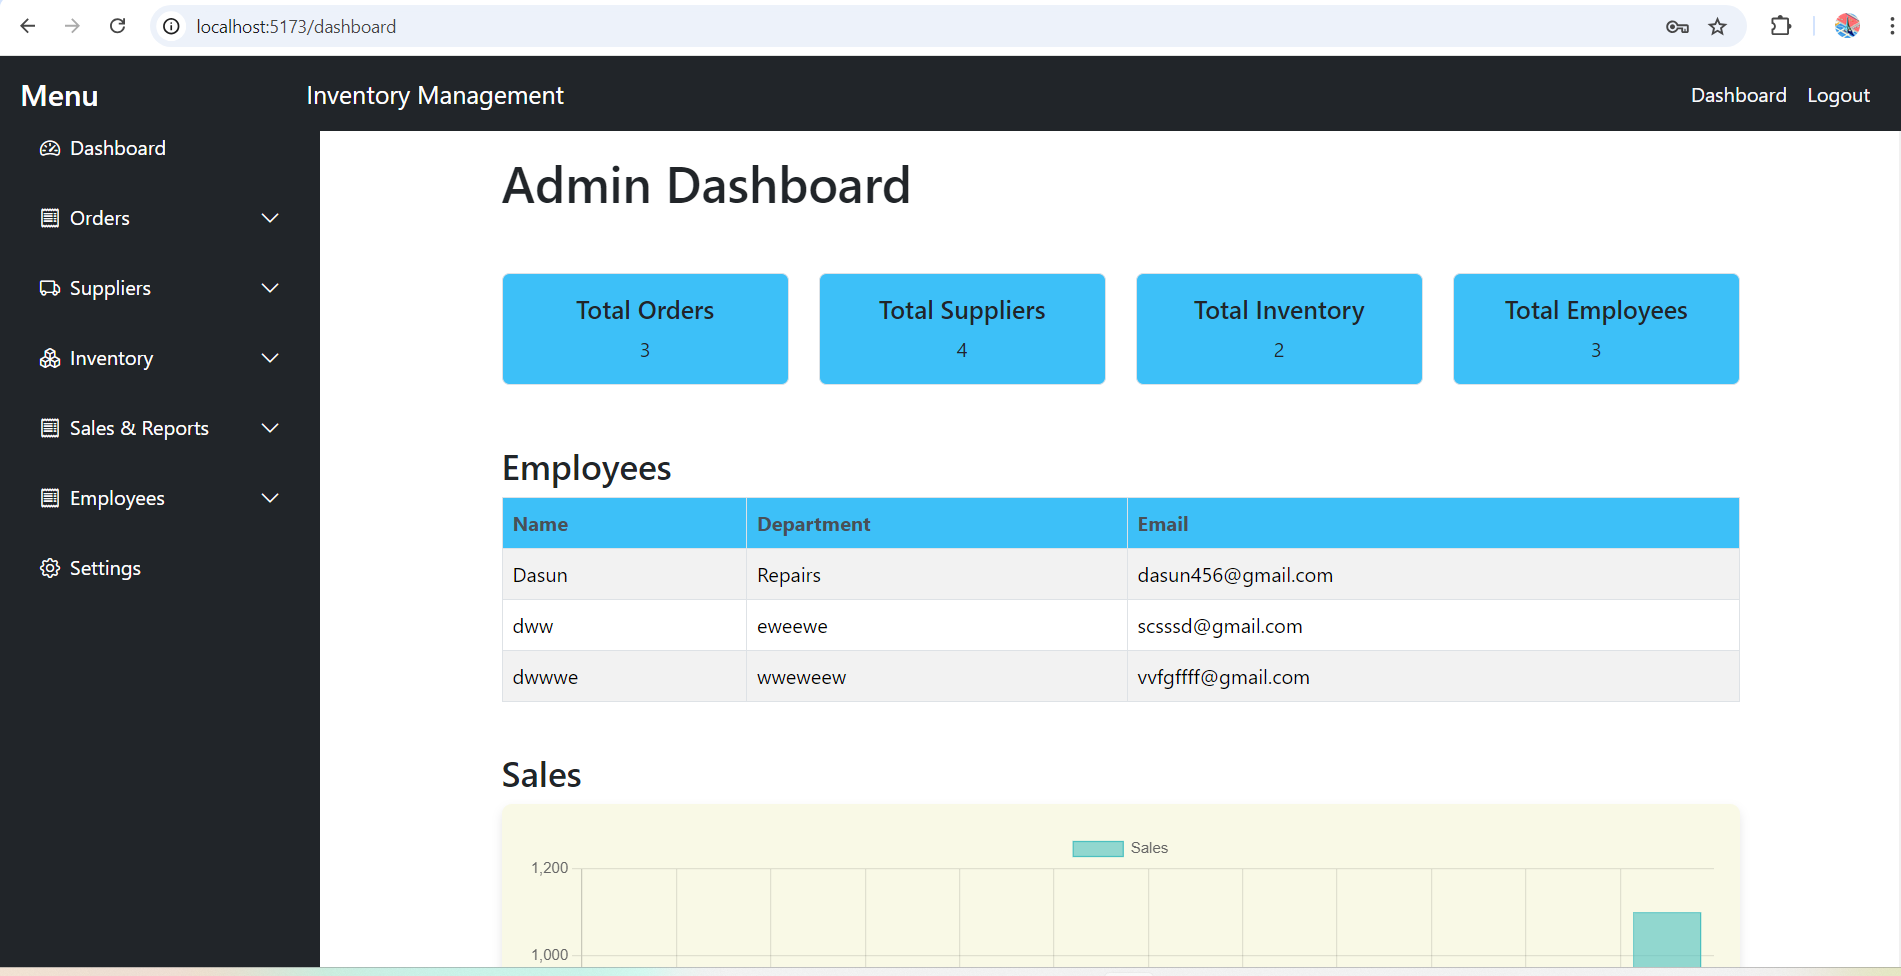 localhost:5173/dashboard
Menu
Inventory Management
Dashboard
Logout
Dashboard
Orders
Suppliers
Inventory
Sales & Reports
Employees
Settings
Admin Dashboard
Total Orders
3
Total Suppliers
4
Total Inventory
2
Total Employees
3
Employees
Name Department Email
Dasun Repairs dasun456@gmail.com
dww eweewe scsssd@gmail.com
dwwwe wweweew vvfgffff@gmail.com
Sales
Sales
1,200
1,000